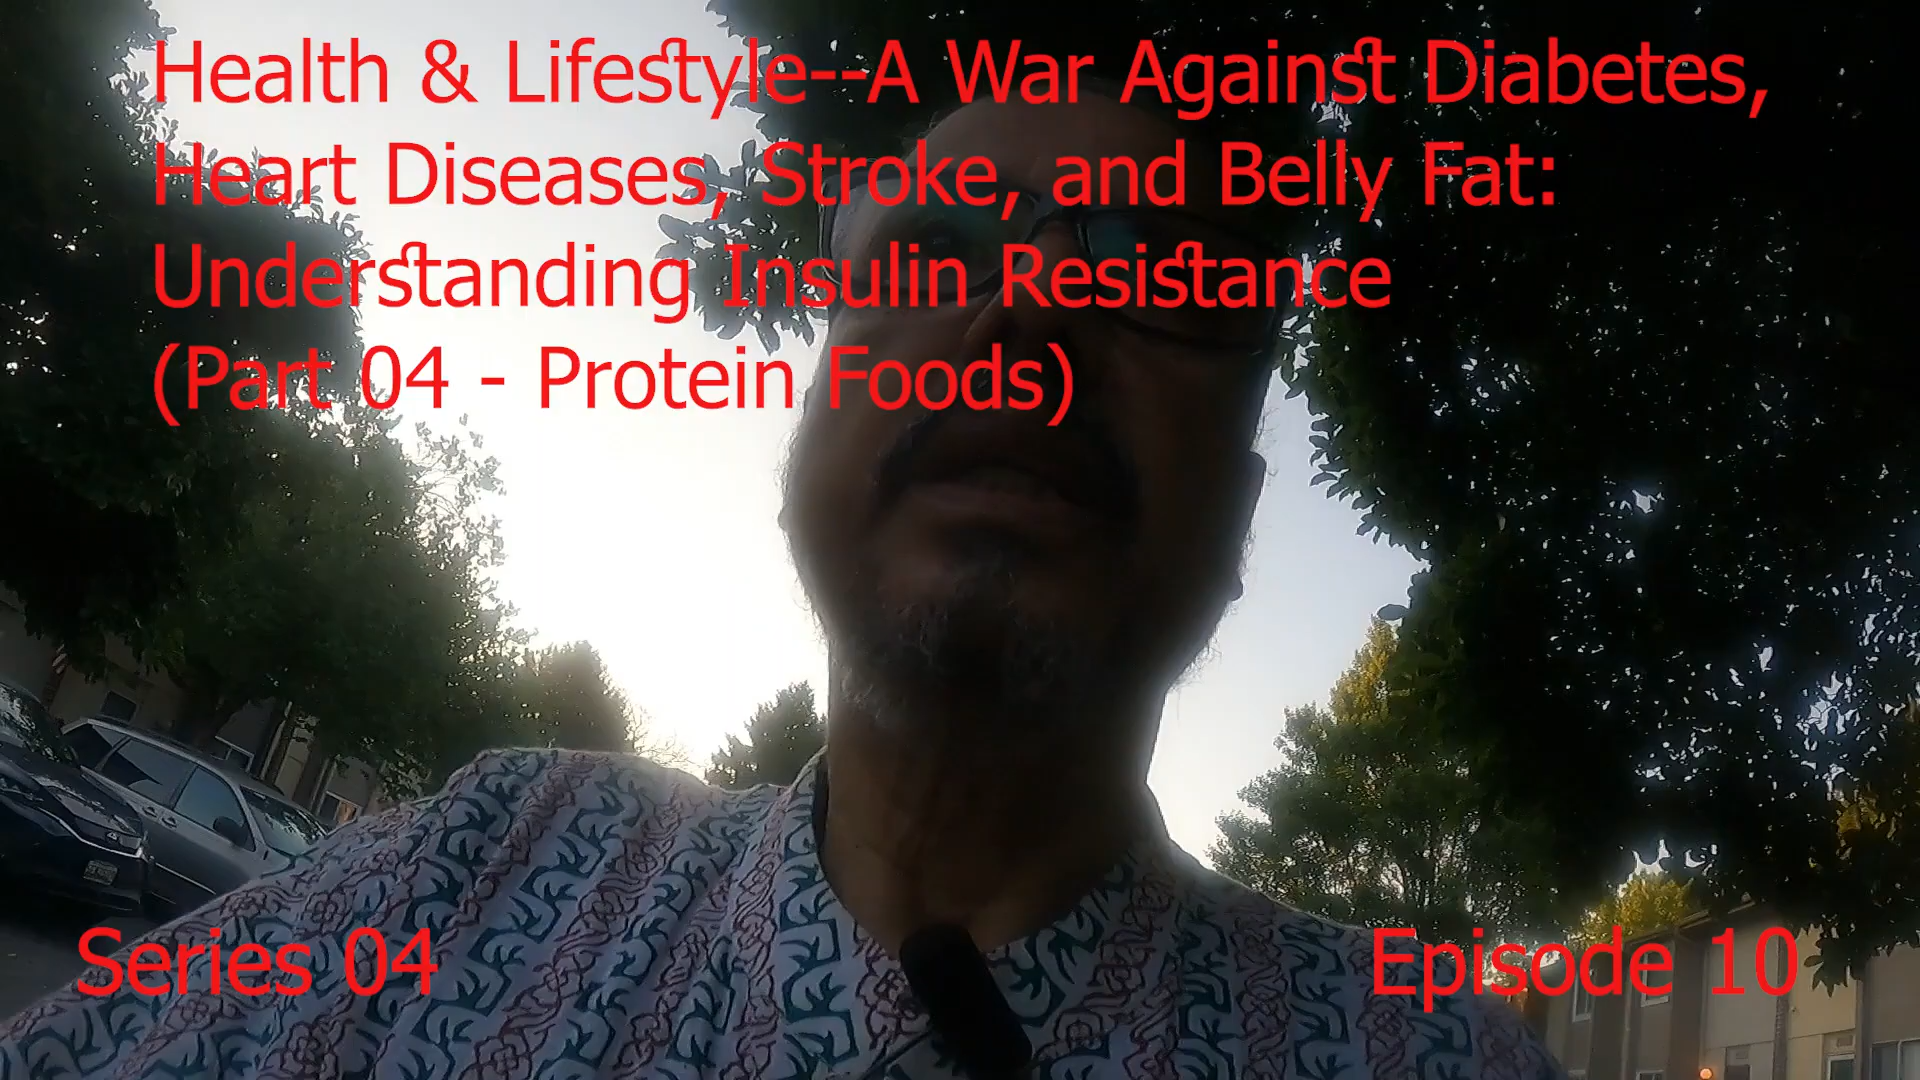 Health & Lifestyle--A War Against Diabetes,
Heart Diseases, Stroke, and Belly Fat:
Understanding Insulin Resistance
(Part 04 - Protein Foods)
Series 04
Episode 10